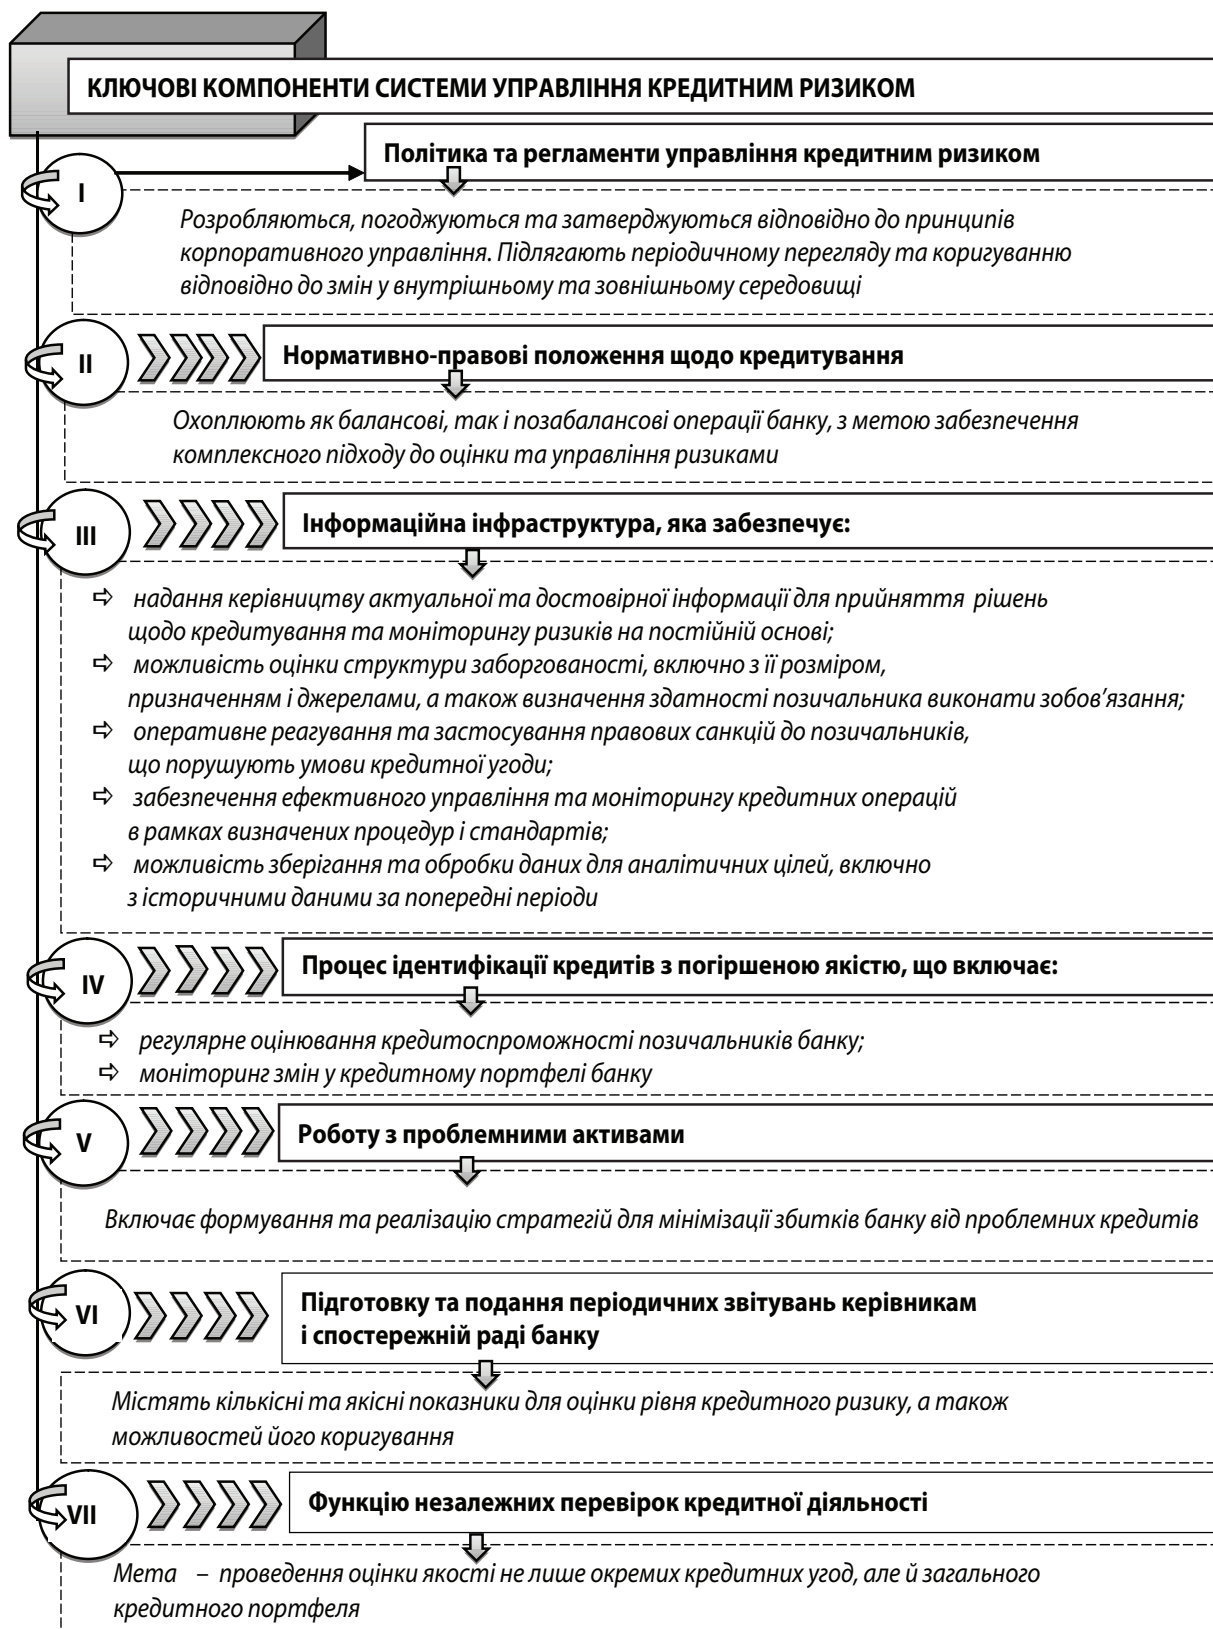 КЛЮЧОВІ КОМПОНЕНТИ СИСТЕМИ УПРАВЛІННЯ КРЕДИТНИМ РИЗИКОМ
I
Політика та регламенти управління кредитним ризиком
Розробляються, погоджуються та затверджуються відповідно до принципів
корпоративного управління. Підлягають періодичному перегляду та коригуванню
відповідно до змін у внутрішньому та зовнішньому середовищі
II
Нормативно-правові положення щодо кредитування
Охоплюють як балансові, так і позабалансові операції банку, з метою забезпечення
комплексного підходу до оцінки та управління ризиками
III
Інформаційна інфраструктура, яка забезпечує:
⇨ надання керівництву актуальної та достовірної інформації для прийняття рішень
щодо кредитування та моніторингу ризиків на постійній основі;
⇨ можливість оцінки структури заборгованості, включно з її розміром,
призначенням і джерелами, а також визначення здатності позичальника виконати зобов’язання;
⇨ оперативне реагування та застосування правових санкцій до позичальників,
що порушують умови кредитної угоди;
⇨ забезпечення ефективного управління та моніторингу кредитних операцій
в рамках визначених процедур і стандартів;
⇨ можливість зберігання та обробки даних для аналітичних цілей, включно
з історичними даними за попередні періоди
IV
Процес ідентифікації кредитів з погіршеною якістю, що включає:
⇨ регулярне оцінювання кредитоспроможності позичальників банку;
⇨ моніторинг змін у кредитному портфелі банку
V
Роботу з проблемними активами
Включає формування та реалізацію стратегій для мінімізації збитків банку від проблемних кредитів
VI
Підготовку та подання періодичних звітувань керівникам
і спостережній раді банку
Містять кількісні та якісні показники для оцінки рівня кредитного ризику, а також
можливостей його коригування
VII
Функцію незалежних перевірок кредитної діяльності
Мета – проведення оцінки якості не лише окремих кредитних угод, але й загального
кредитного портфеля